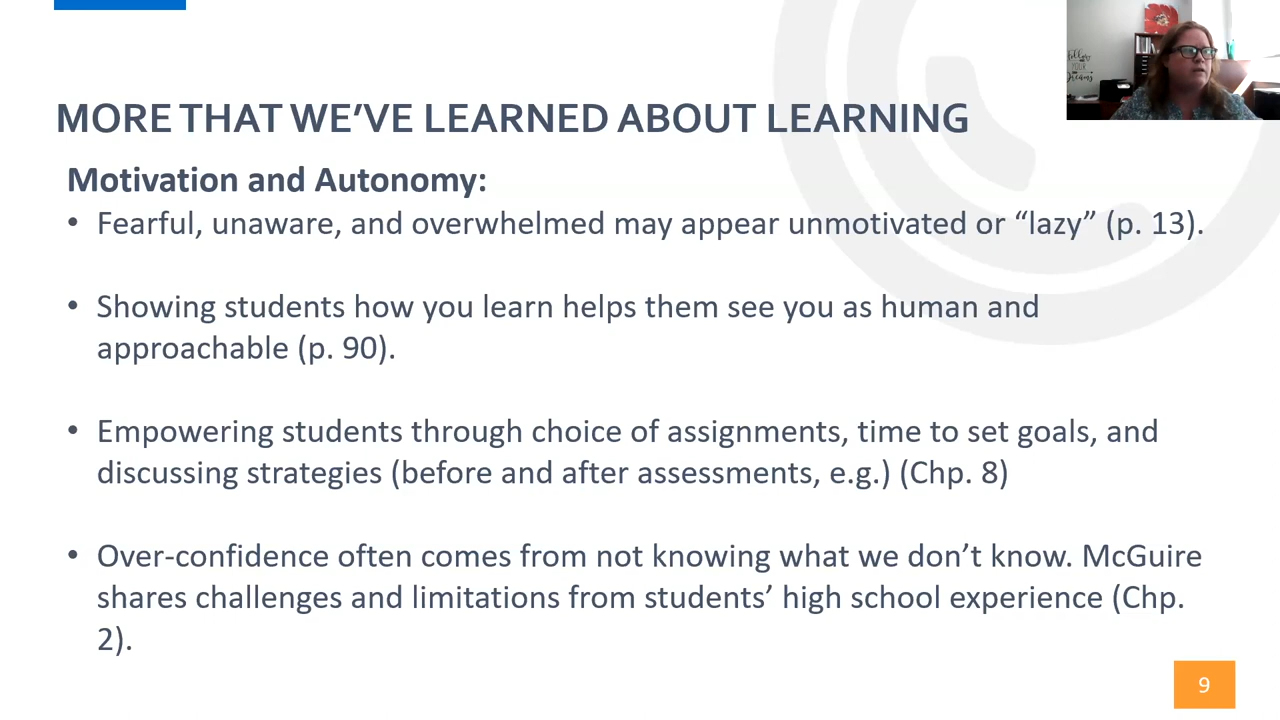 MORE THAT WE’VE LEARNED ABOUT LEARNING
Motivation and Autonomy:
• Fearful, unaware, and overwhelmed may appear unmotivated or “lazy” (p. 13).
• Showing students how you learn helps them see you as human and
approachable (p. 90).
• Empowering students through choice of assignments, time to set goals, and
discussing strategies (before and after assessments, e.g.) (Chp. 8)
• Over-confidence often comes from not knowing what we don’t know. McGuire
shares challenges and limitations from students’ high school experience (Chp.
2).
9
follow
YOUR
Dreams